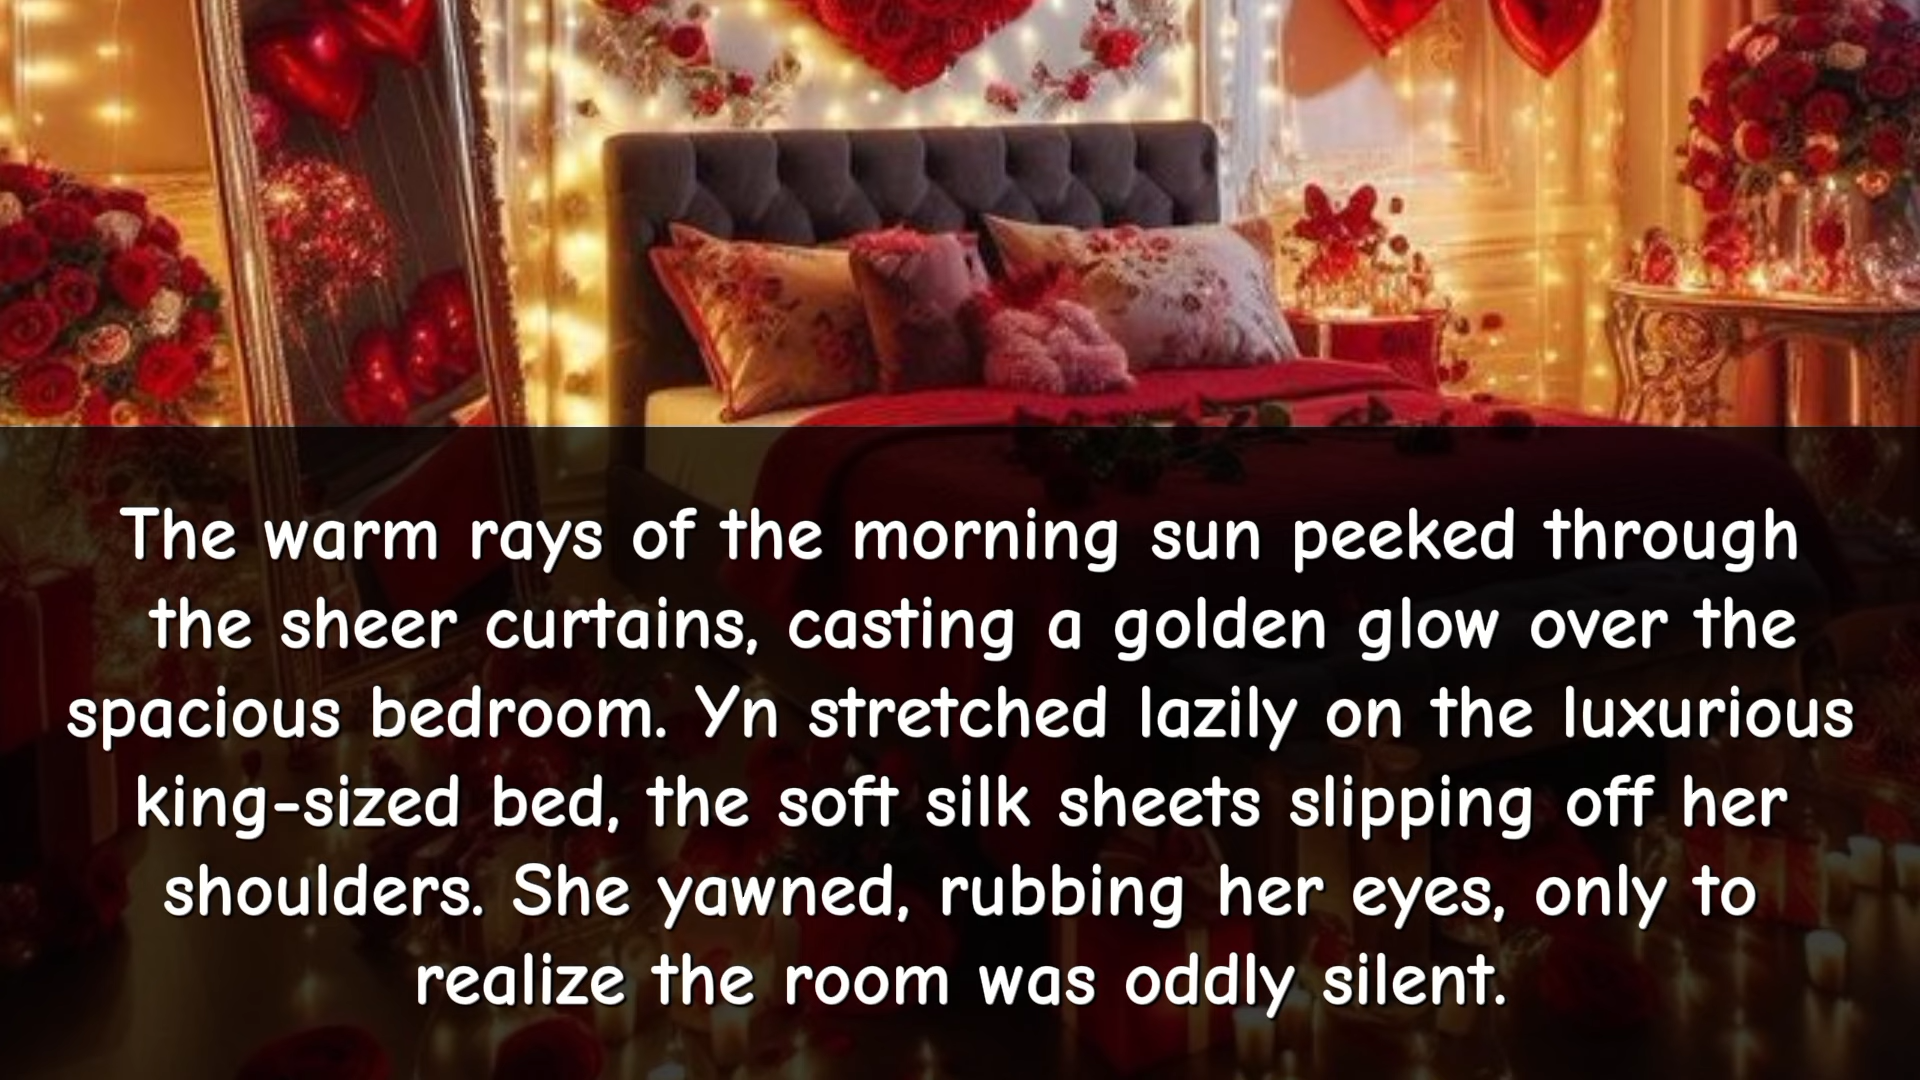 The warm rays of the morning sun peeked through
the sheer curtains, casting a golden glow over the
spacious bedroom. Yn stretched lazily on the luxurious
king-sized bed, the soft silk sheets slipping off her
shoulders. She yawned, rubbing her eyes, only to
realize the room was oddly silent.